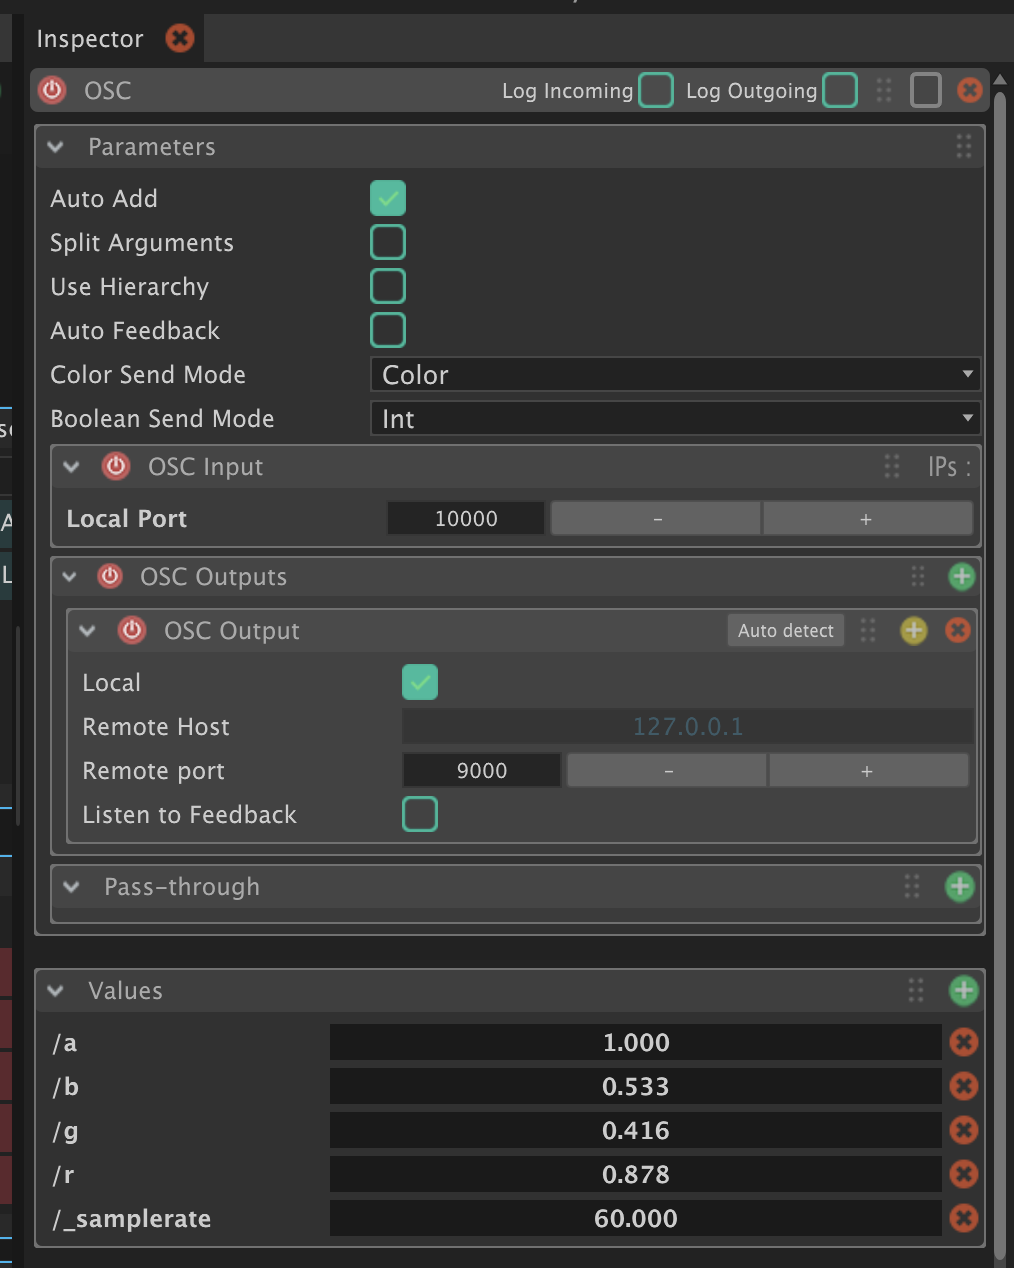 Inspector
OSC Log Incoming Log Outgoing
Parameters
Auto Add
Split Arguments
Use Hierarchy
Auto Feedback
Color Send Mode Color
Boolean Send Mode Int
OSC Input IPs :
Local Port 10000 - +
OSC Outputs
OSC Output Auto detect
Local
Remote Host 127.0.0.1
Remote port 9000 - +
Listen to Feedback
Pass-through
Values
/a 1.000
/b 0.533
/g 0.416
/r 0.878
/_samplerate 60.000